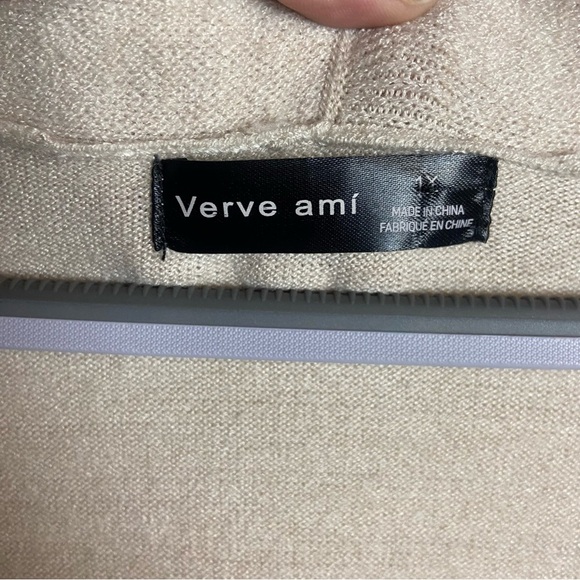 Verve amí
1X
MADE IN CHINA
FABRIQUÉ EN CHINE